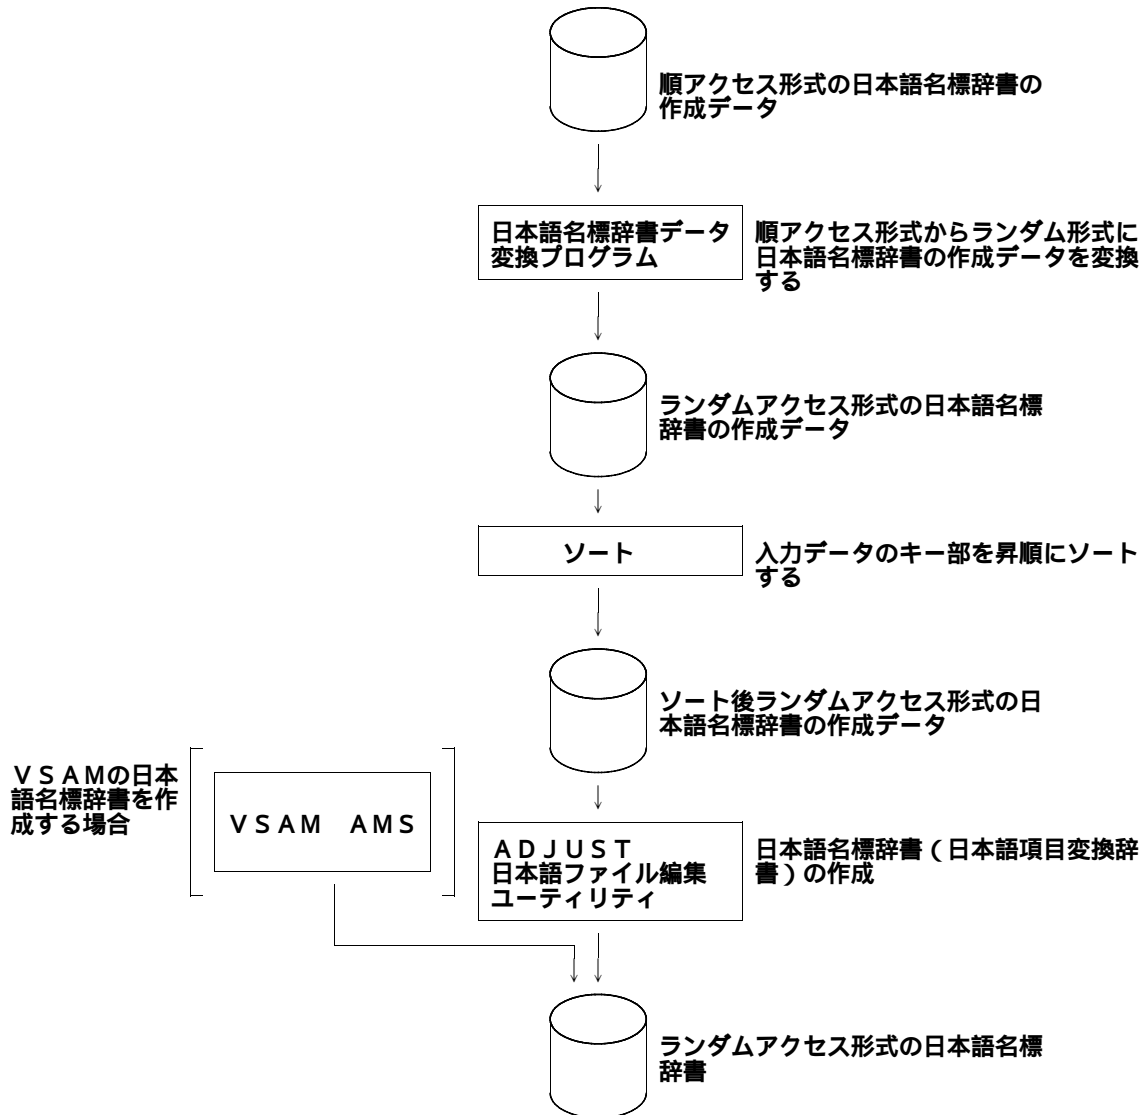 順アクセス形式の日本語名標辞書の
作成データ
日本語名標辞書データ
変換プログラム
順アクセス形式からランダム形式に
日本語名標辞書の作成データを変換
する
ランダムアクセス形式の日本語名標
辞書の作成データ
ソート
入力データのキー部を昇順にソート
する
ソート後ランダムアクセス形式の日
本語名標辞書の作成データ
ＶＳＡＭの日本
語名標辞書を作
成する場合
ＶＳＡＭ　ＡＭＳ
ＡＤＪＵＳＴ
日本語ファイル編集
ユーティリティ
日本語名標辞書（日本語項目変換辞
書）の作成
ランダムアクセス形式の日本語名標
辞書